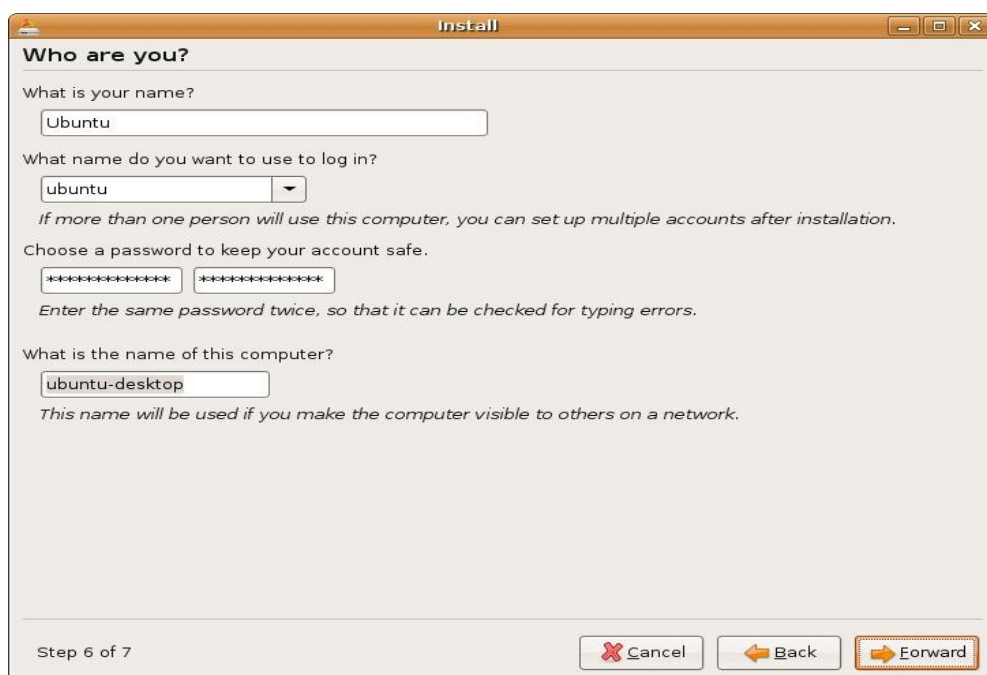 Install
Who are you?
What is your name?
Ubuntu
What name do you want to use to log in?
ubuntu
If more than one person will use this computer, you can set up multiple accounts after installation.
Choose a password to keep your account safe.
************* *************
Enter the same password twice, so that it can be checked for typing errors.
What is the name of this computer?
ubuntu-desktop
This name will be used if you make the computer visible to others on a network.
Step 6 of 7 Cancel Back Forward